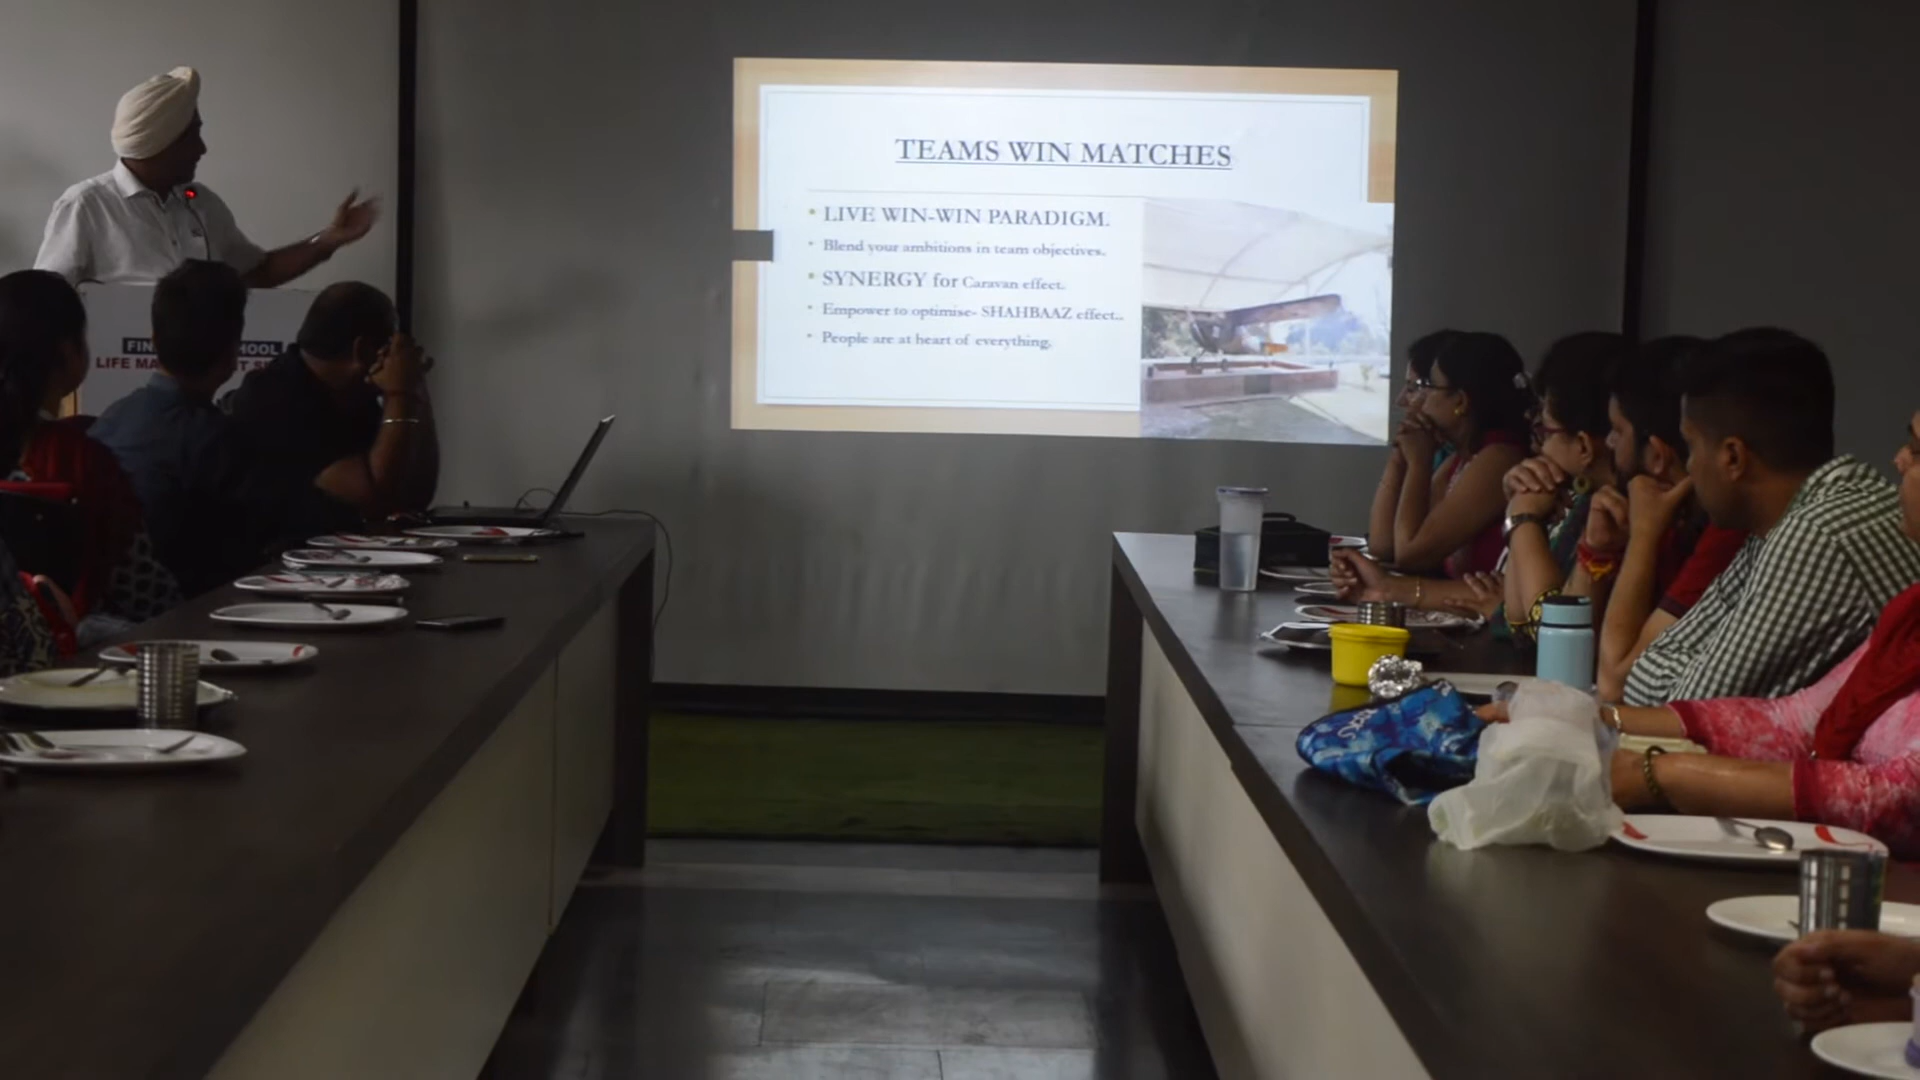 TEAMS WIN MATCHES
LIVE WIN-WIN PARADIGM.
Blend your ambitions in team objectives.
SYNERGY for Caravan effect.
Empower to optimise- SHAHBAAZ effect..
People are at heart of everything.
LIFE